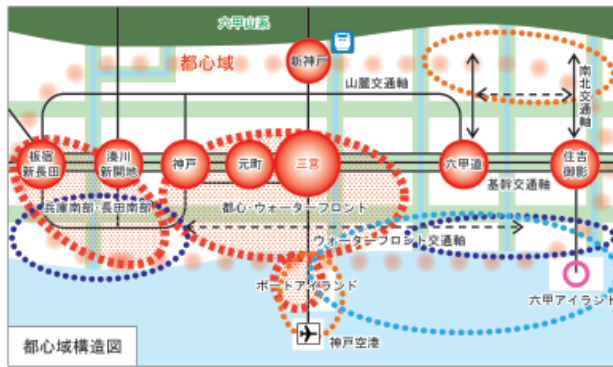 六甲山系
都心域
新神戸
山麓交通軸
南北交通軸
板宿
新長田
湊川
新開地
神戸
元町
三宮
六甲道
住吉
御影
基幹交通軸
兵庫南部・長田南部
都心・ウォーターフロント
ウォーターフロント交通軸
ポートアイランド
六甲アイランド
神戸空港
都心域構造図